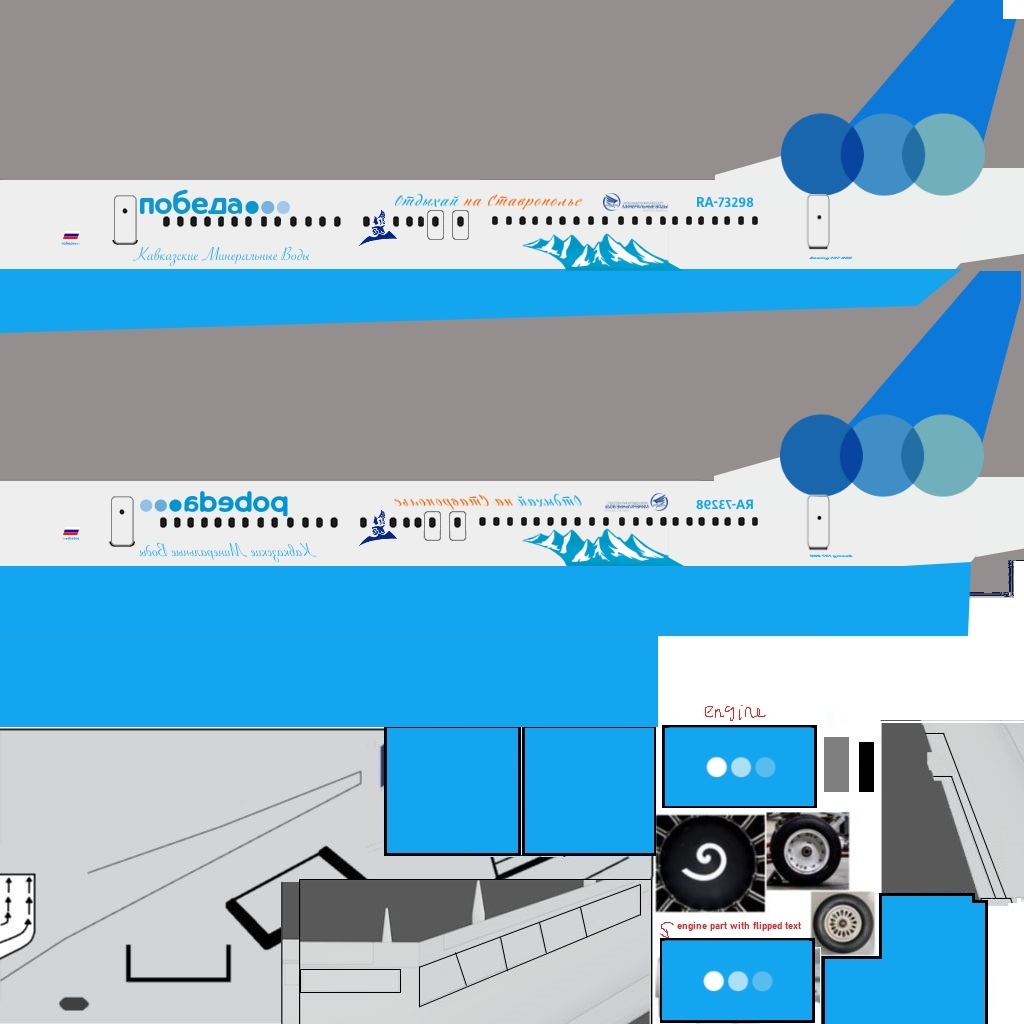 победа
Отдыхай на Ставрополье
RA-73298
Кавказские Минеральные Воды
Pobeda
Отдыхай на Ставрополье
RA-73298
Кавказские Минеральные Воды
engine
engine part with flipped text